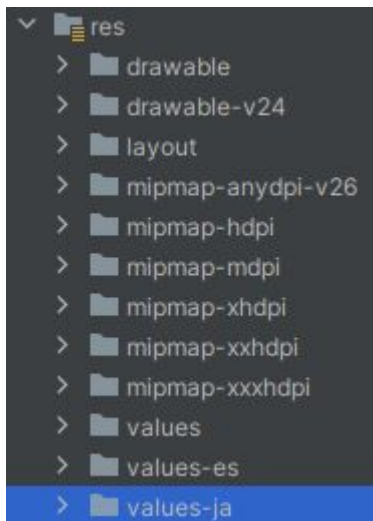 res
drawable
drawable-v24
layout
mipmap-anydpi-v26
mipmap-hdpi
mipmap-mdpi
mipmap-xhdpi
mipmap-xxhdpi
mipmap-xxxhdpi
values
values-es
values-ja